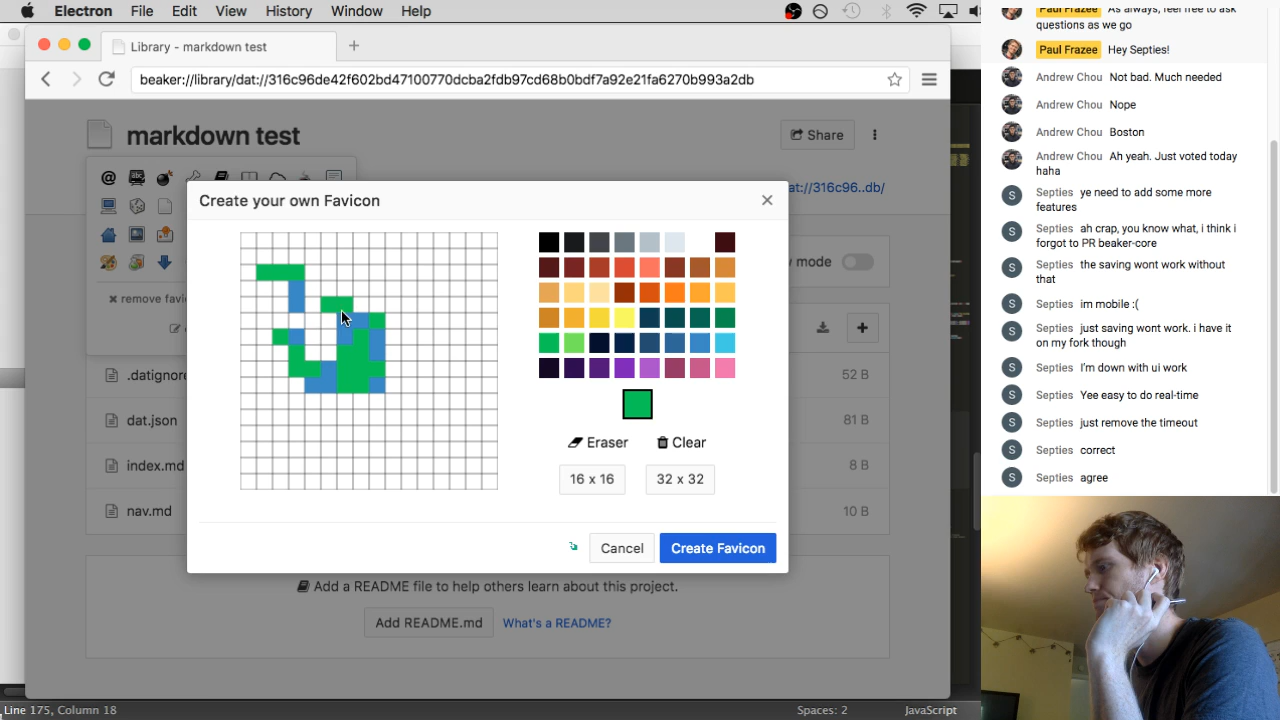 Electron File Edit View History Window Help
Library - markdown test
beaker://library/dat://316c96de42f602bd47100770dcba2fdb97cd68b0bdf7a92e21fa6270b993a2db
markdown test
Share
dat://316c96..db/
Create your own Favicon
y mode
remove favi
.datignore
52 B
dat.json
81 B
index.md
8 B
nav.md
10 B
Eraser
Clear
16 x 16
32 x 32
Cancel
Create Favicon
Add a README file to help others learn about this project.
Add README.md
What's a README?
Line 175, Column 18
Spaces: 2
JavaScript
Paul Frazee As always, feel free to ask
questions as we go
Paul Frazee Hey Septies!
Andrew Chou Not bad. Much needed
Andrew Chou Nope
Andrew Chou Boston
Andrew Chou Ah yeah. Just voted today
haha
S Septies ye need to add some more
features
S Septies ah crap, you know what, i think i
forgot to PR beaker-core
S Septies the saving wont work without
that
S Septies im mobile :(
S Septies just saving wont work. i have it
on my fork though
S Septies I'm down with ui work
S Septies Yee easy to do real-time
S Septies just remove the timeout
S Septies correct
S Septies agree